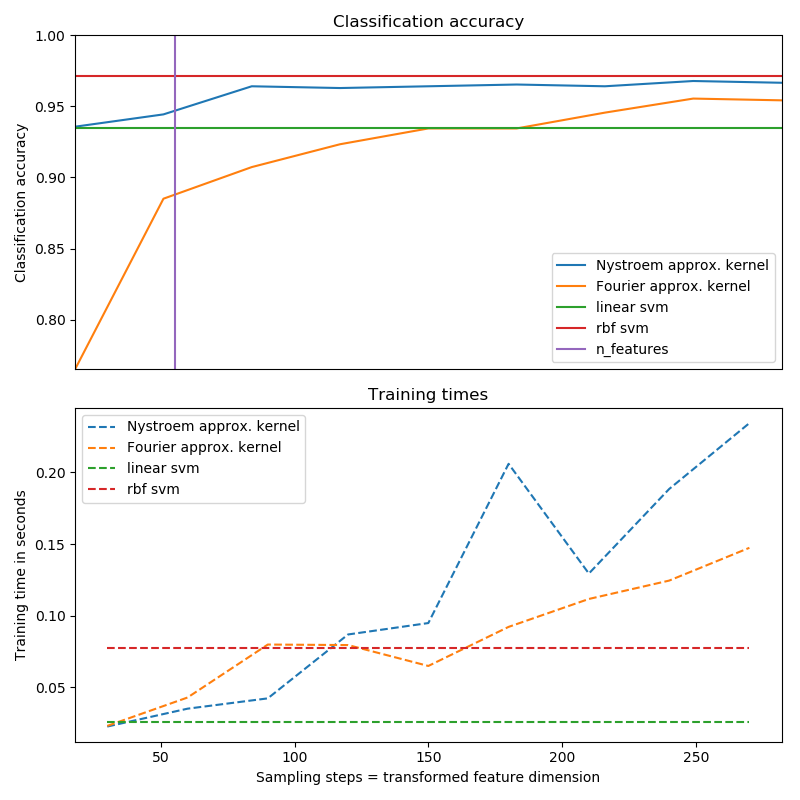 Classification accuracy
1.00
0.95
0.90
0.85
0.80
Classification accuracy
Nystroem approx. kernel
Fourier approx. kernel
linear svm
rbf svm
n_features
Training times
Nystroem approx. kernel
Fourier approx. kernel
linear svm
rbf svm
0.20
0.15
0.10
0.05
Training time in seconds
50
100
150
200
250
Sampling steps = transformed feature dimension